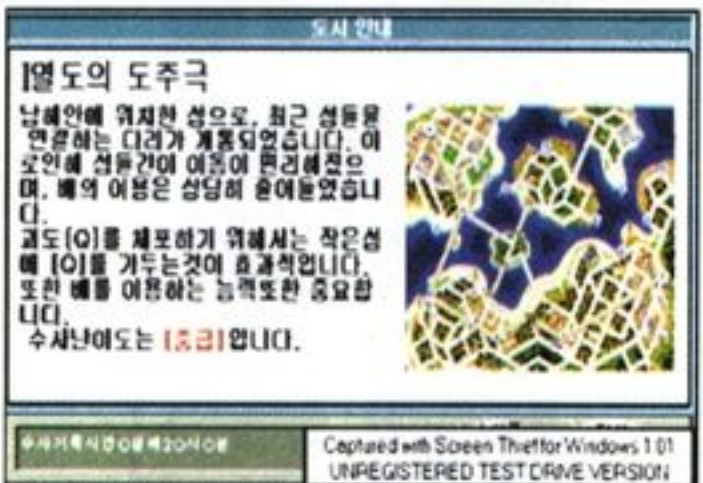 도시 안내
열도의 도주극
남해안에 위치한 섬으로, 최근 섬들을
연결하는 다리가 개통되었습니다. 이
로인해 섬들간의 이동이 편리해졌으
며, 배의 이용은 상당히 줄어들었습니
다.
괴도[Q]를 체포하기 위해서는 작은섬
에 [Q]를 가두는것이 효과적입니다.
또한 배를 이용하는 능력또한 중요합
니다.
수사난이도는 [중급]입니다.
Captured with Screen Thief for Windows 1.01
UNREGISTERED TEST DRIVE VERSION